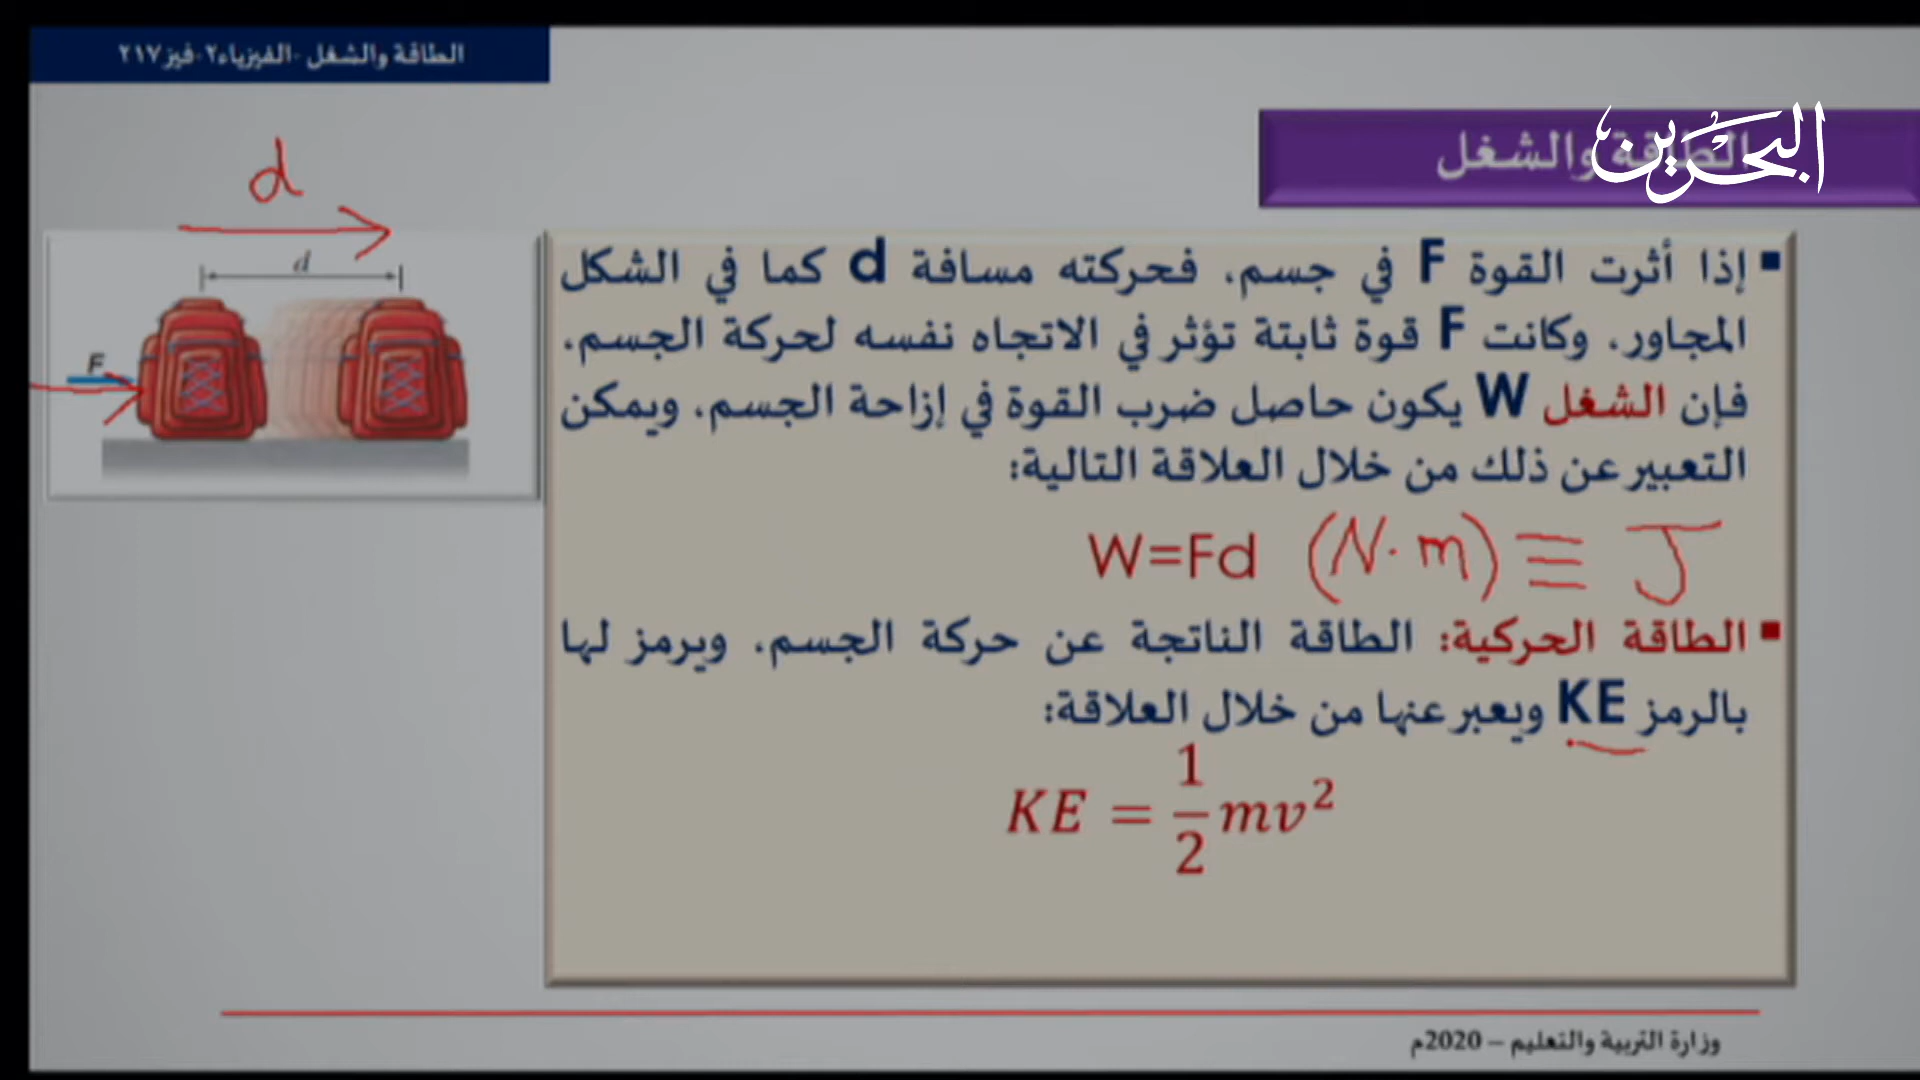 الطاقة والشغل -الفيزياء٢-فيز٢١٧
البحرين
الطاقة والشغل
d
d
F
▪ إذا أثرت القوة F في جسم، فحركته مسافة d كما في الشكل
المجاور، وكانت F قوة ثابتة تؤثر في الاتجاه نفسه لحركة الجسم،
فإن الشغل W يكون حاصل ضرب القوة في إزاحة الجسم، ويمكن
التعبير عن ذلك من خلال العلاقة التالية:
W=Fd (N·m) ≡ J
▪ الطاقة الحركية: الطاقة الناتجة عن حركة الجسم، ويرمز لها
بالرمز KE ويعبر عنها من خلال العلاقة:
KE = 1/2 mv²
وزارة التربية والتعليم – 2020م